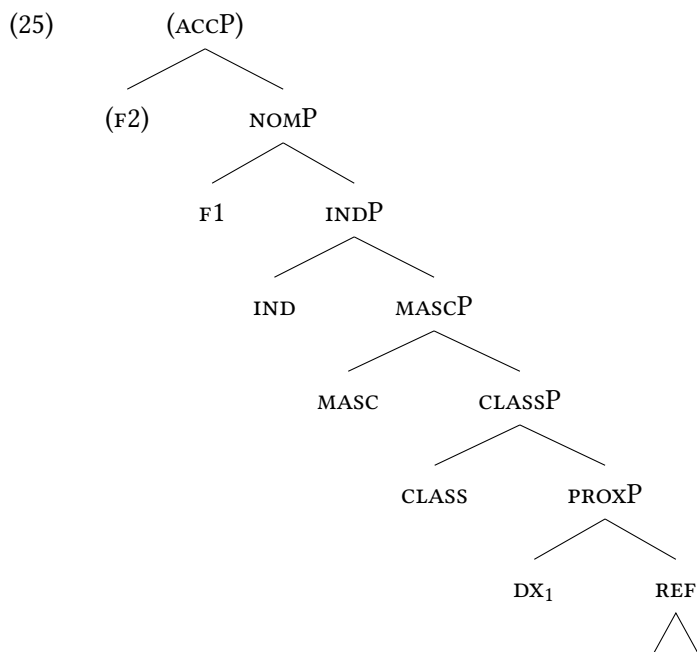 (25) (ACCP)
(F2) NOMP
F1 INDP
IND MASCP
MASC CLASSP
CLASS PROXP
DX₁ REF